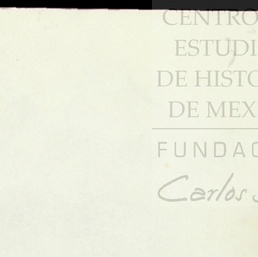 CENTRO
ESTUDI
DE HISTO
DE MEX
FUNDAC
Carlos S